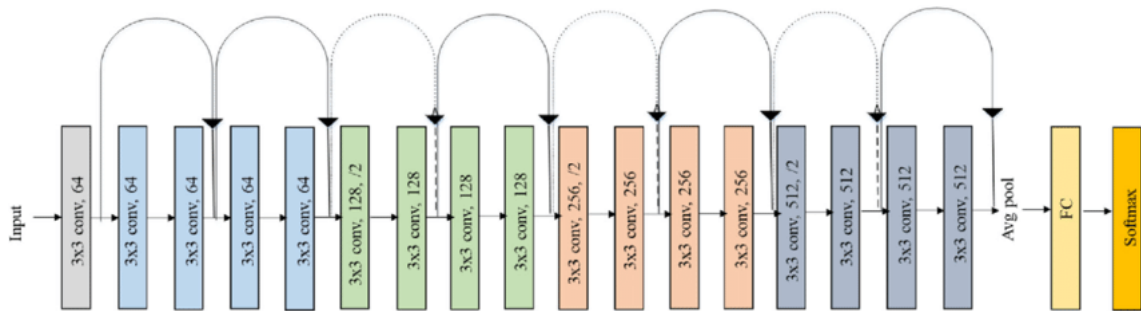 Input
3x3 conv, 64
3x3 conv, 64
3x3 conv, 64
3x3 conv, 64
3x3 conv, 64
3x3 conv, 128, /2
3x3 conv, 128
3x3 conv, 128
3x3 conv, 128
3x3 conv, 256, /2
3x3 conv, 256
3x3 conv, 256
3x3 conv, 256
3x3 conv, 512, /2
3x3 conv, 512
3x3 conv, 512
3x3 conv, 512
Avg pool
FC
Softmax